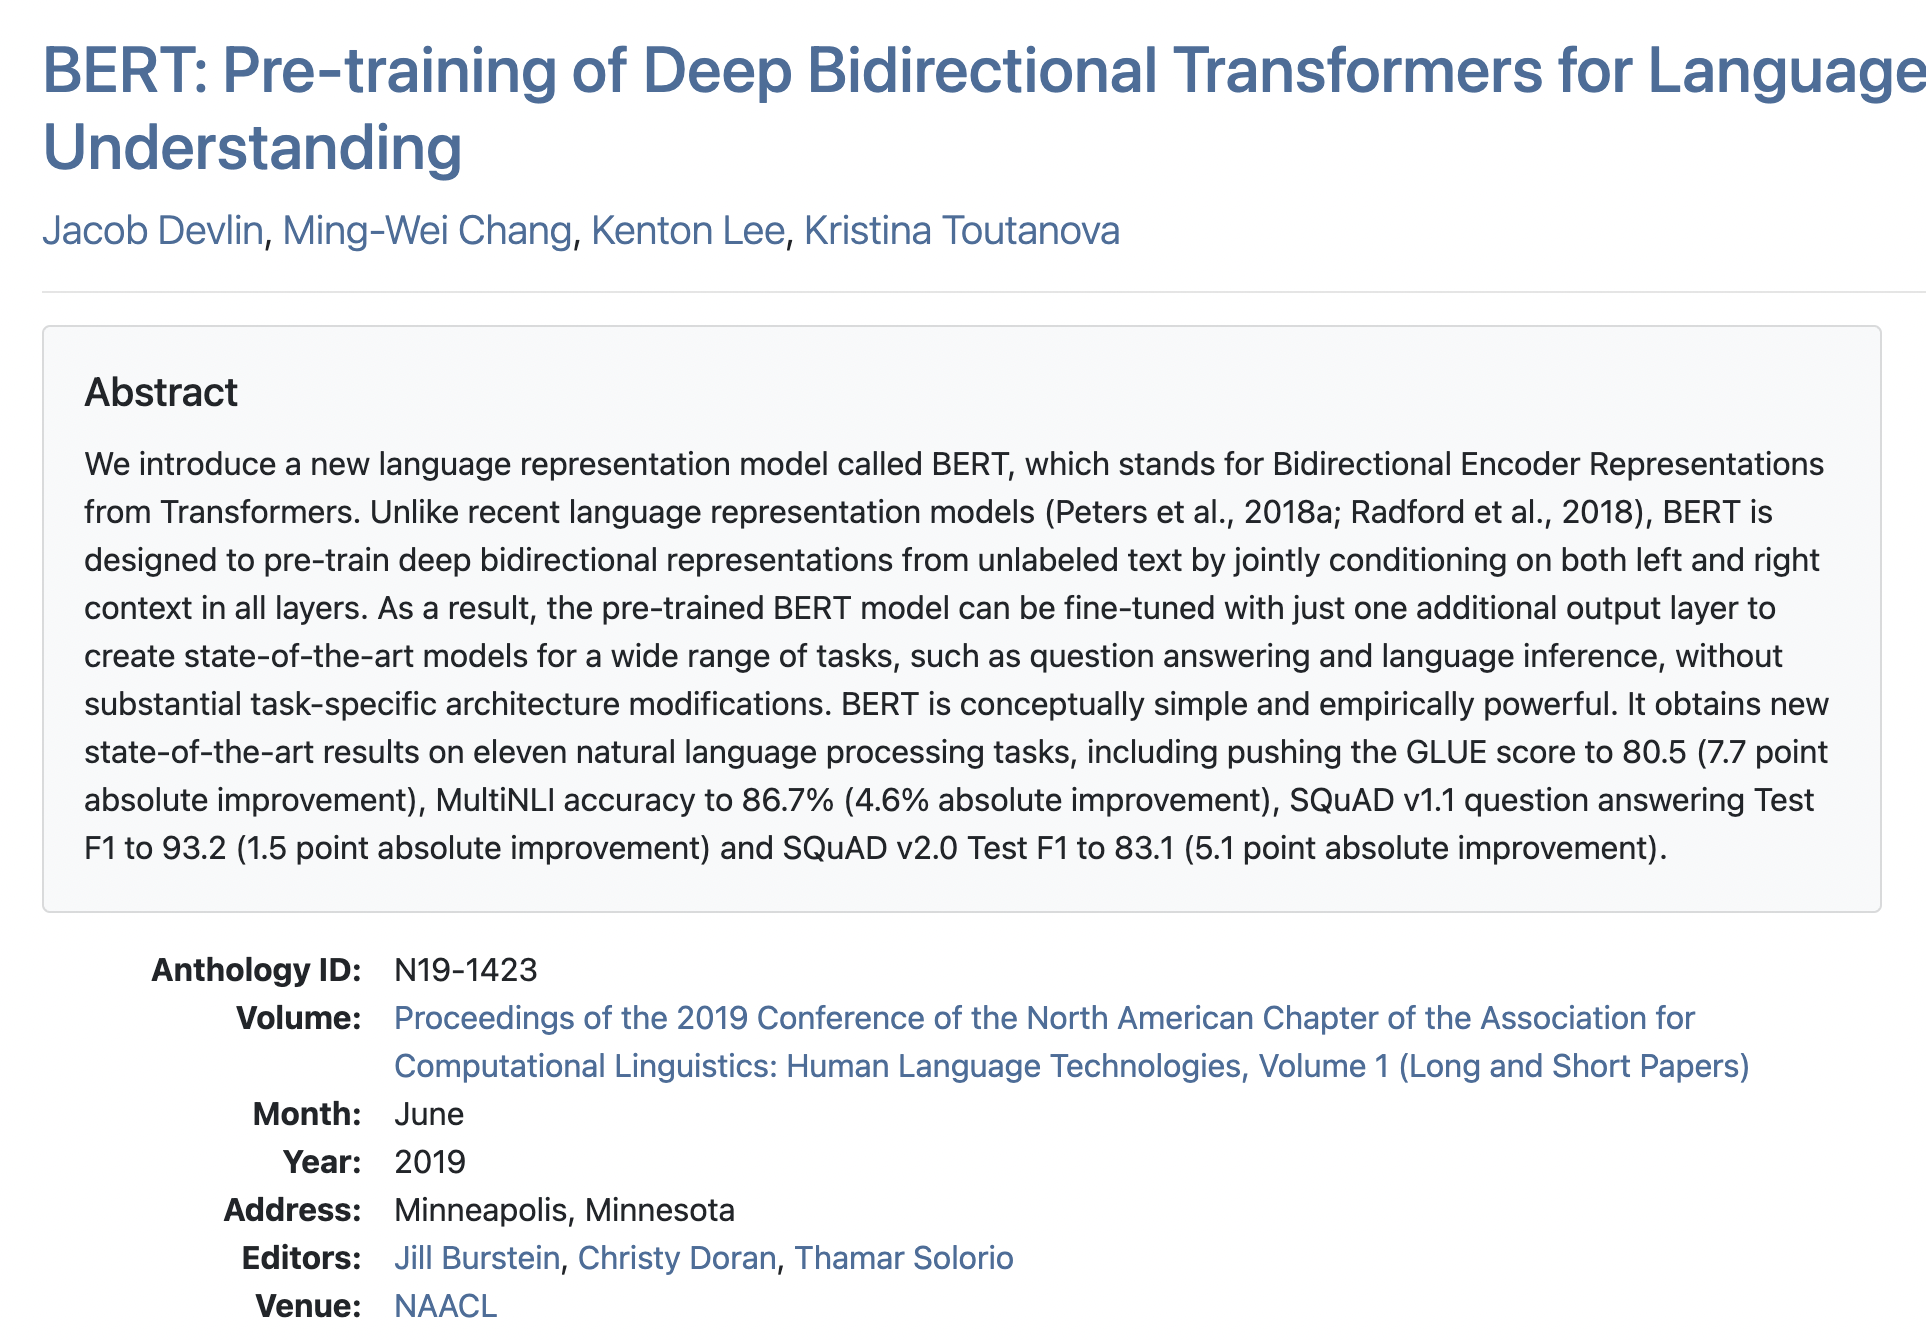 BERT: Pre-training of Deep Bidirectional Transformers for Language
Understanding
Jacob Devlin, Ming-Wei Chang, Kenton Lee, Kristina Toutanova
Abstract
We introduce a new language representation model called BERT, which stands for Bidirectional Encoder Representations
from Transformers. Unlike recent language representation models (Peters et al., 2018a; Radford et al., 2018), BERT is
designed to pre-train deep bidirectional representations from unlabeled text by jointly conditioning on both left and right
context in all layers. As a result, the pre-trained BERT model can be fine-tuned with just one additional output layer to
create state-of-the-art models for a wide range of tasks, such as question answering and language inference, without
substantial task-specific architecture modifications. BERT is conceptually simple and empirically powerful. It obtains new
state-of-the-art results on eleven natural language processing tasks, including pushing the GLUE score to 80.5 (7.7 point
absolute improvement), MultiNLI accuracy to 86.7% (4.6% absolute improvement), SQuAD v1.1 question answering Test
F1 to 93.2 (1.5 point absolute improvement) and SQuAD v2.0 Test F1 to 83.1 (5.1 point absolute improvement).
Anthology ID: N19-1423
Volume: Proceedings of the 2019 Conference of the North American Chapter of the Association for
Computational Linguistics: Human Language Technologies, Volume 1 (Long and Short Papers)
Month: June
Year: 2019
Address: Minneapolis, Minnesota
Editors: Jill Burstein, Christy Doran, Thamar Solorio
Venue: NAACL